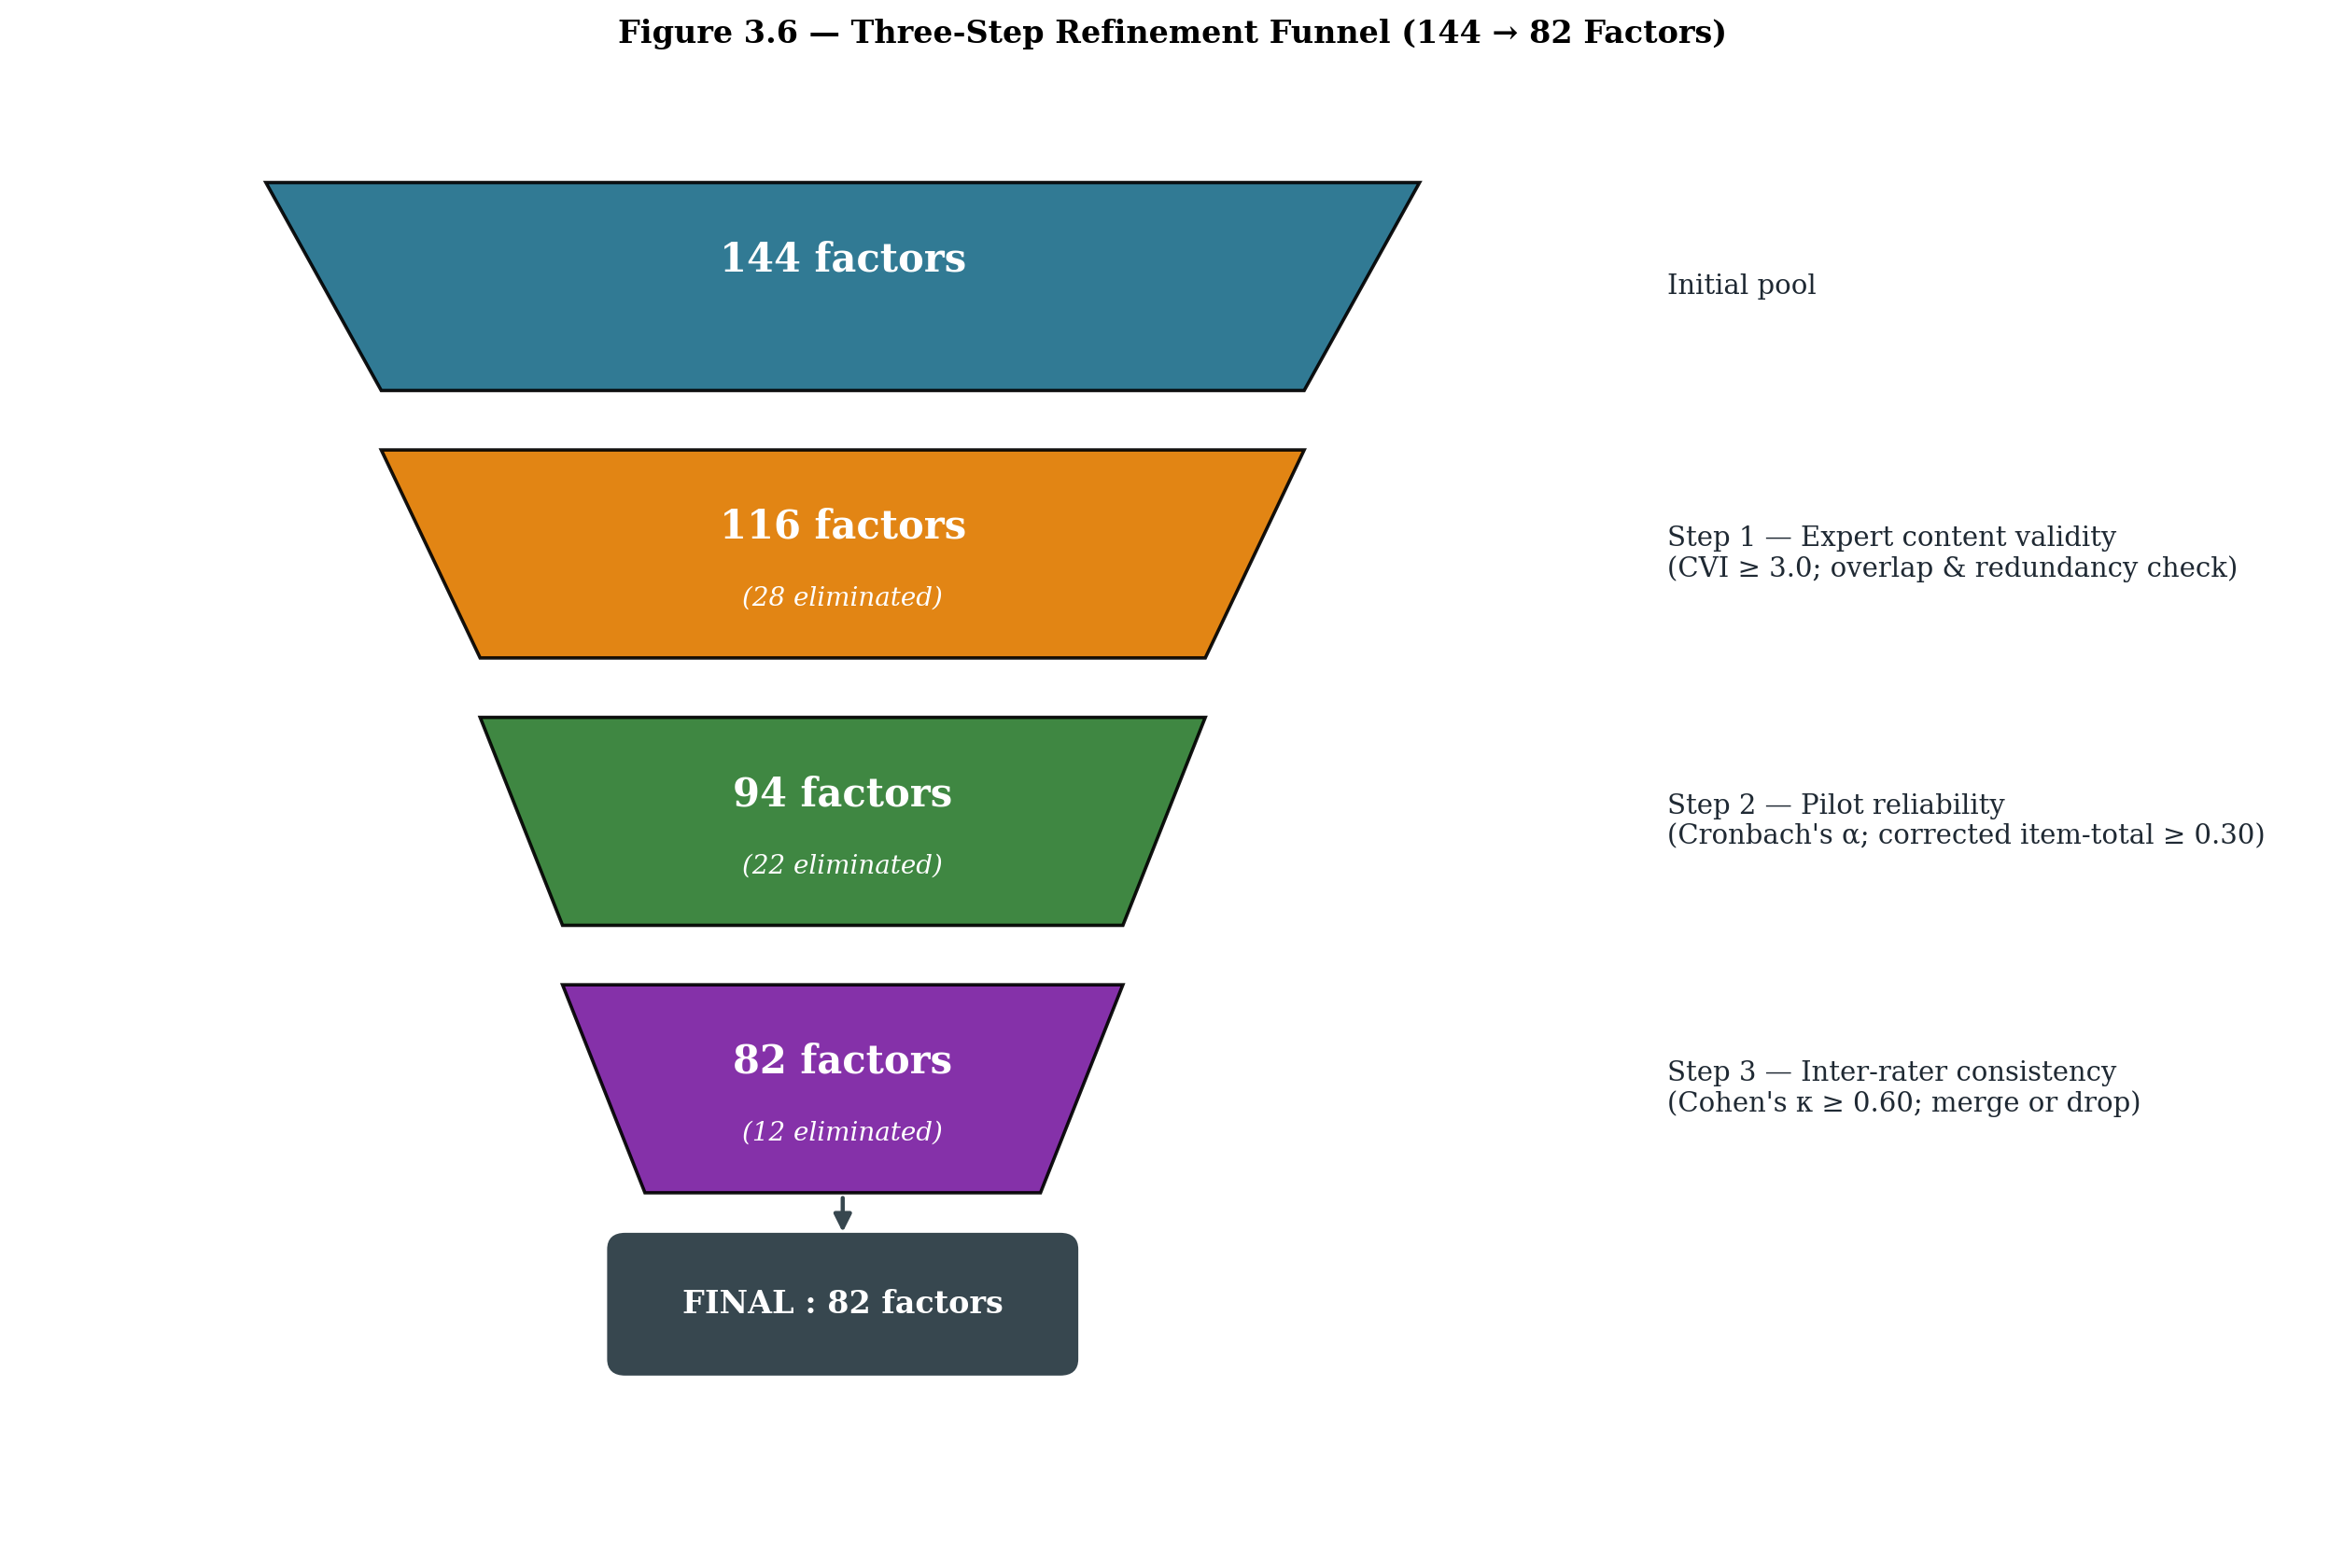 Figure 3.6 — Three-Step Refinement Funnel (144 → 82 Factors)
144 factors
Initial pool
116 factors
(28 eliminated)
Step 1 — Expert content validity
(CVI ≥ 3.0; overlap & redundancy check)
94 factors
(22 eliminated)
Step 2 — Pilot reliability
(Cronbach's α; corrected item-total ≥ 0.30)
82 factors
(12 eliminated)
Step 3 — Inter-rater consistency
(Cohen's κ ≥ 0.60; merge or drop)
FINAL : 82 factors